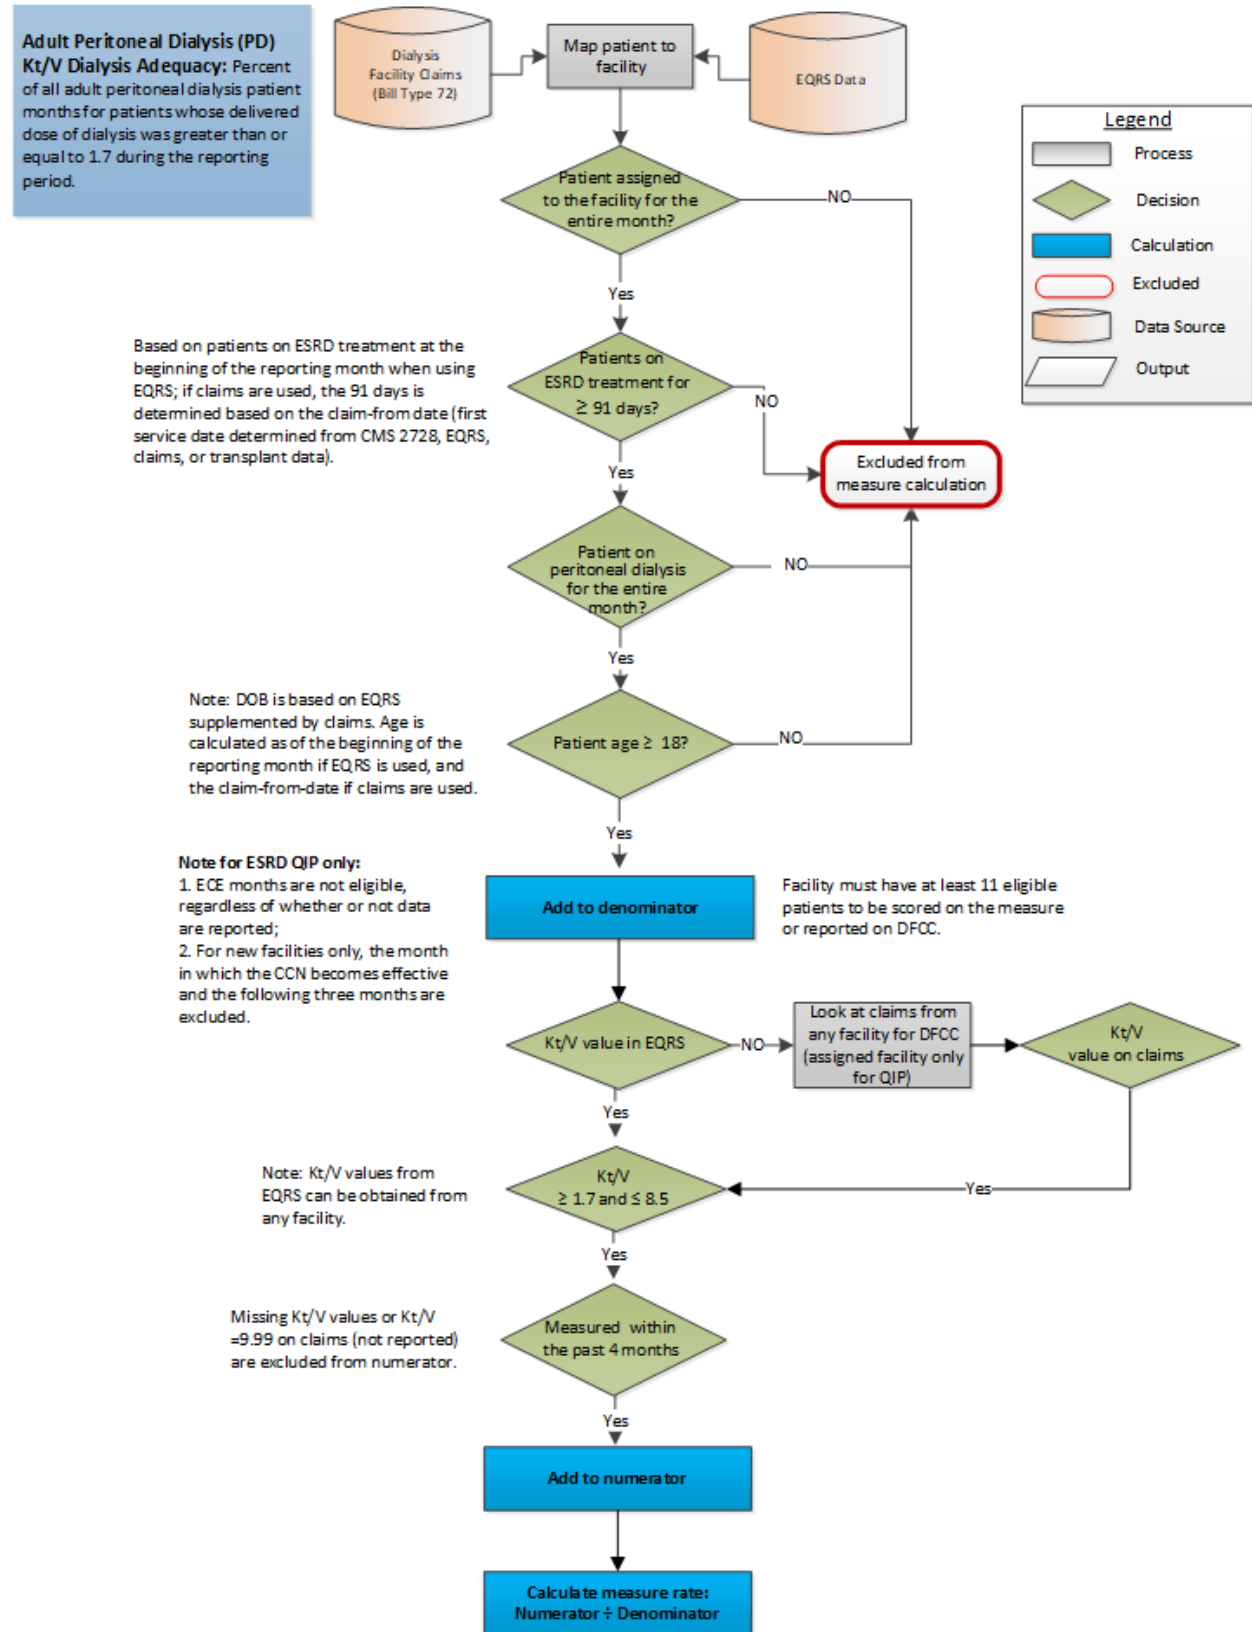 Adult Peritoneal Dialysis (PD)
Kt/V Dialysis Adequacy: Percent
of all adult peritoneal dialysis patient
months for patients whose delivered
dose of dialysis was greater than or
equal to 1.7 during the reporting
period.
Dialysis
Facility Claims
(Bill Type 72)
Map patient to
facility
EQRS Data
Legend
Process
Decision
Calculation
Excluded
Data Source
Output
Patient assigned
to the facility for the
entire month?
NO
Yes
Based on patients on ESRD treatment at the
beginning of the reporting month when using
EQRS; if claims are used, the 91 days is
determined based on the claim-from date (first
service date determined from CMS 2728, EQRS,
claims, or transplant data).
Patients on
ESRD treatment for
≥ 91 days?
NO
Yes
Excluded from
measure calculation
Patient on
peritoneal dialysis
for the entire
month?
NO
Yes
Note: DOB is based on EQRS
supplemented by claims. Age is
calculated as of the beginning of the
reporting month if EQRS is used, and
the claim-from-date if claims are used.
Patient age ≥ 18?
NO
Yes
Note for ESRD QIP only:
1. ECE months are not eligible,
regardless of whether or not data
are reported;
2. For new facilities only, the month
in which the CCN becomes effective
and the following three months are
excluded.
Add to denominator
Facility must have at least 11 eligible
patients to be scored on the measure
or reported on DFCC.
Kt/V value in EQRS
NO
Look at claims from
any facility for DFCC
(assigned facility only
for QIP)
Kt/V
value on claims
Yes
Yes
Note: Kt/V values from
EQRS can be obtained from
any facility.
Kt/V
≥ 1.7 and ≤ 8.5
Yes
Missing Kt/V values or Kt/V
=9.99 on claims (not reported)
are excluded from numerator.
Measured within
the past 4 months
Yes
Add to numerator
Calculate measure rate:
Numerator ÷ Denominator